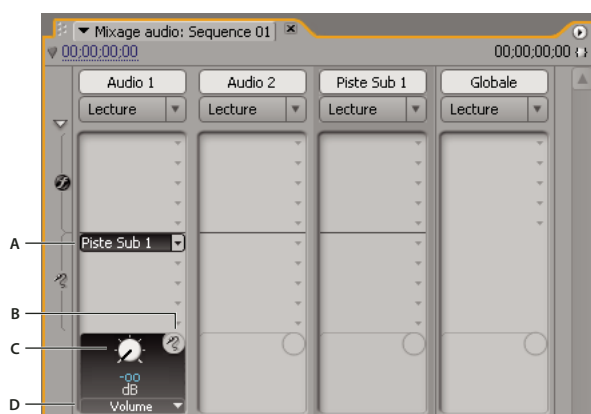 Mixage audio: Sequence 01
00;00;00;00 00;00;00;00
Audio 1 Audio 2 Piste Sub 1 Globale
Lecture Lecture Lecture Lecture
A Piste Sub 1
B
C
-oo
dB
D Volume